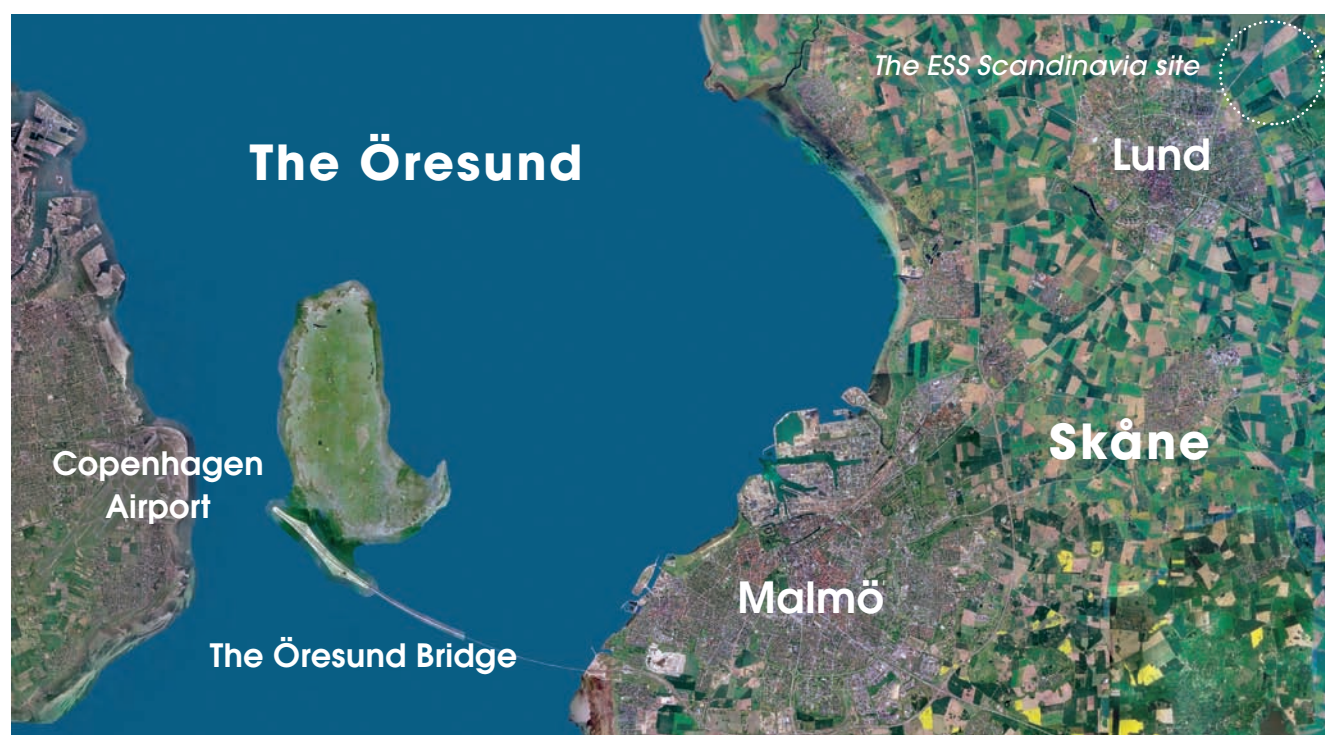 The ESS Scandinavia site
The Öresund
Lund
Skåne
Copenhagen
Airport
Malmö
The Öresund Bridge